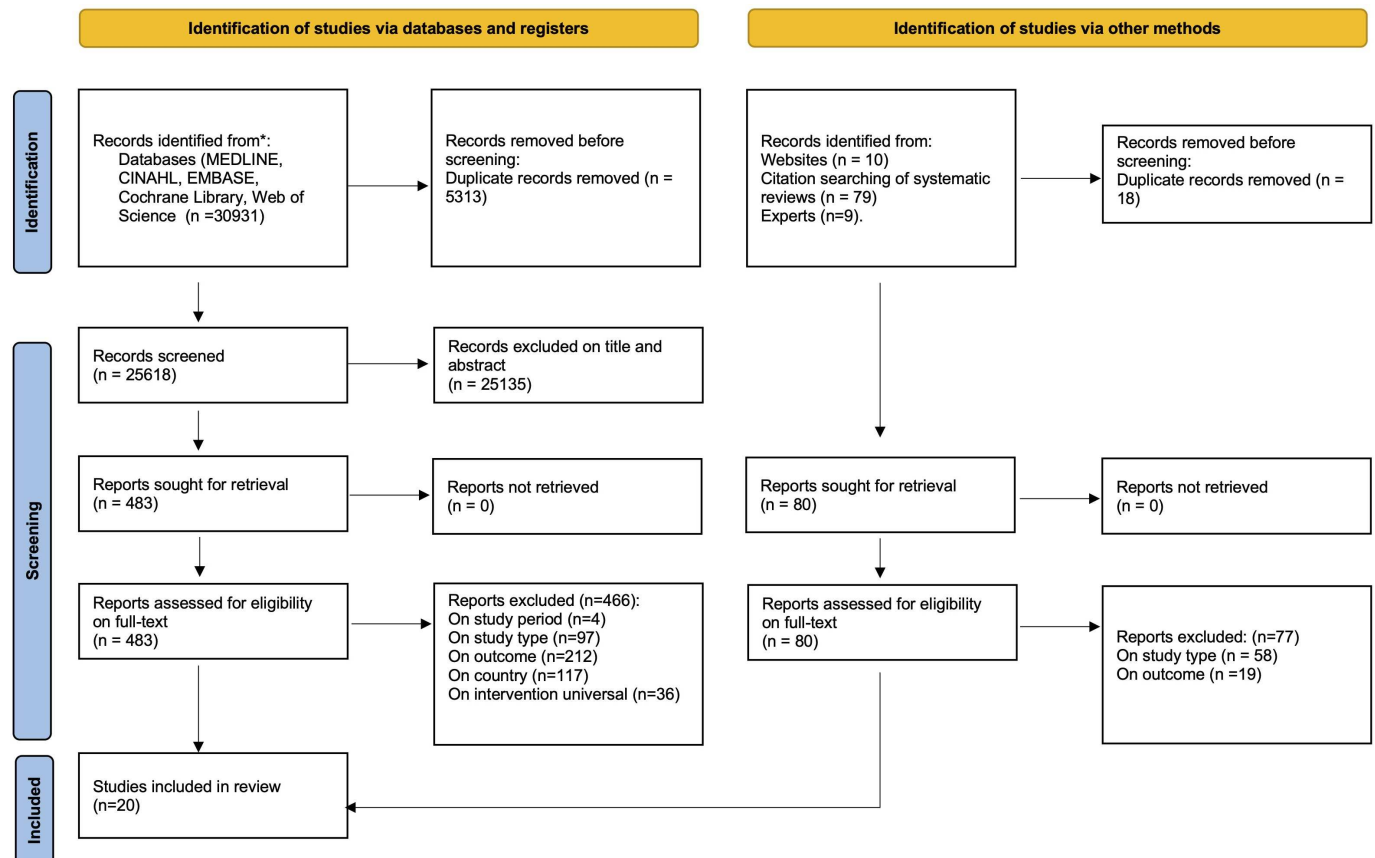 Identification of studies via databases and registers
Identification of studies via other methods
Identification
Records identified from*:
Databases (MEDLINE,
CINAHL, EMBASE,
Cochrane Library, Web of
Science (n =30931)
Records removed before
screening:
Duplicate records removed (n =
5313)
Records identified from:
Websites (n = 10)
Citation searching of systematic
reviews (n = 79)
Experts (n=9).
Records removed before
screening:
Duplicate records removed (n =
18)
Screening
Records screened
(n = 25618)
Records excluded on title and
abstract
(n = 25135)
Reports sought for retrieval
(n = 483)
Reports not retrieved
(n = 0)
Reports sought for retrieval
(n = 80)
Reports not retrieved
(n = 0)
Reports assessed for eligibility
on full-text
(n = 483)
Reports excluded (n=466):
On study period (n=4)
On study type (n=97)
On outcome (n=212)
On country (n=117)
On intervention universal (n=36)
Reports assessed for eligibility
on full-text
(n = 80)
Reports excluded: (n=77)
On study type (n = 58)
On outcome (n =19)
Included
Studies included in review
(n=20)